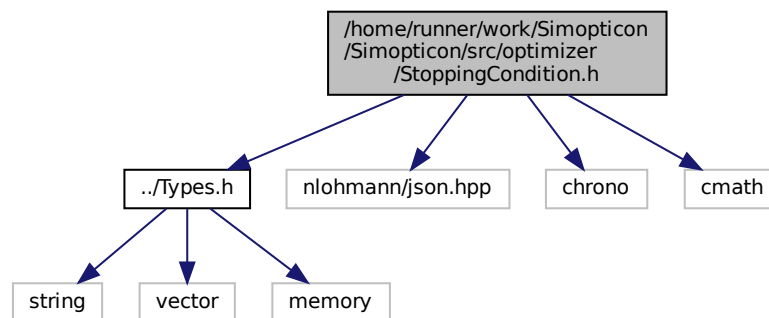 /home/runner/work/Simopticon
/Simopticon/src/optimizer
/StoppingCondition.h
../Types.h
nlohmann/json.hpp
chrono
cmath
string
vector
memory